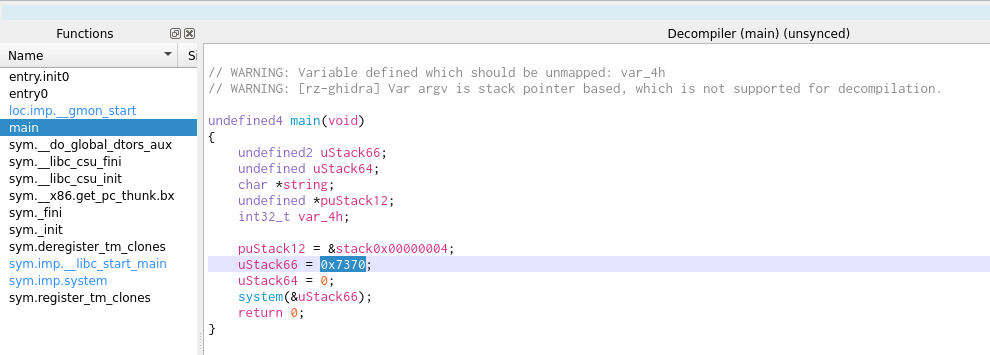 Functions
Name
Si
entry.init0
entry0
loc.imp.__gmon_start
main
sym.__do_global_dtors_aux
sym.__libc_csu_fini
sym.__libc_csu_init
sym.__x86.get_pc_thunk.bx
sym._fini
sym._init
sym.deregister_tm_clones
sym.imp.__libc_start_main
sym.imp.system
sym.register_tm_clones
Decompiler (main) (unsynced)
// WARNING: Variable defined which should be unmapped: var_4h
// WARNING: [rz-ghidra] Var argv is stack pointer based, which is not supported for decompilation.
undefined4 main(void)
{
    undefined2 uStack66;
    undefined uStack64;
    char *string;
    undefined *puStack12;
    int32_t var_4h;
    puStack12 = &stack0x00000004;
    uStack66 = 0x7370;
    uStack64 = 0;
    system(&uStack66);
    return 0;
}